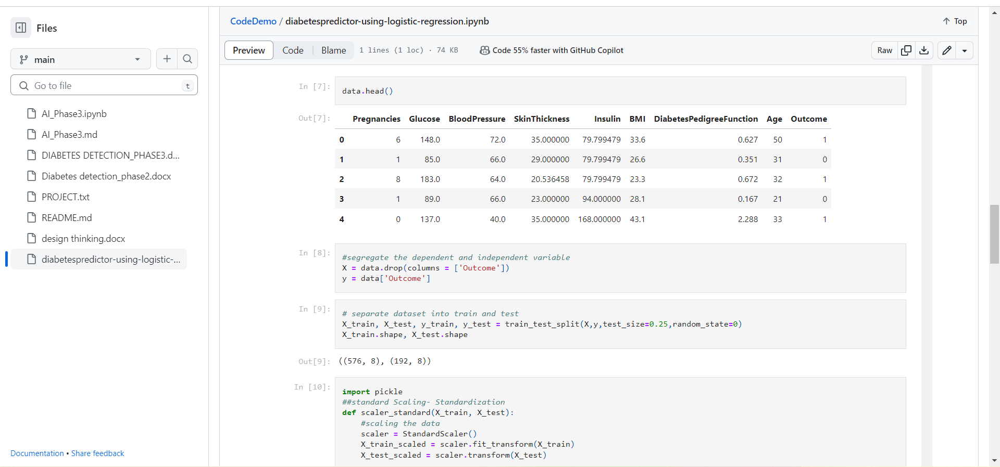 Files
main
Go to file
t
AI_Phase3.ipynb
AI_Phase3.md
DIABETES DETECTION_PHASE3.d...
Diabetes detection_phase2.docx
PROJECT.txt
README.md
design thinking.docx
diabetespredictor-using-logistic-...
Documentation • Share feedback
CodeDemo / diabetespredictor-using-logistic-regression.ipynb
Top
Preview Code Blame 1 lines (1 loc) · 74 KB Code 55% faster with GitHub Copilot Raw
In [7]:
data.head()
Out[7]:
Pregnancies Glucose BloodPressure SkinThickness Insulin BMI DiabetesPedigreeFunction Age Outcome
0 6 148.0 72.0 35.000000 79.799479 33.6 0.627 50 1
1 1 85.0 66.0 29.000000 79.799479 26.6 0.351 31 0
2 8 183.0 64.0 20.536458 79.799479 23.3 0.672 32 1
3 1 89.0 66.0 23.000000 94.000000 28.1 0.167 21 0
4 0 137.0 40.0 35.000000 168.000000 43.1 2.288 33 1
In [8]:
#segregate the dependent and independent variable
X = data.drop(columns = ['Outcome'])
y = data['Outcome']
In [9]:
# separate dataset into train and test
X_train, X_test, y_train, y_test = train_test_split(X,y,test_size=0.25,random_state=0)
X_train.shape, X_test.shape
Out[9]: ((576, 8), (192, 8))
In [10]:
import pickle
##standard Scaling- Standardization
def scaler_standard(X_train, X_test):
    #scaling the data
    scaler = StandardScaler()
    X_train_scaled = scaler.fit_transform(X_train)
    X_test_scaled = scaler.transform(X_test)